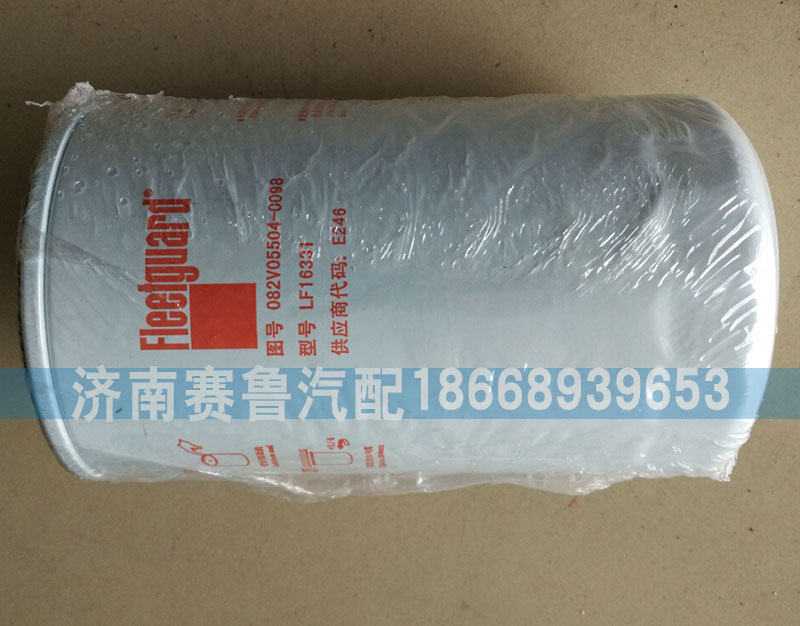 Fleetguard®
图号 082V05504-0098
型号 LF16331
供应商代码: E246
济南赛鲁汽配18668939653